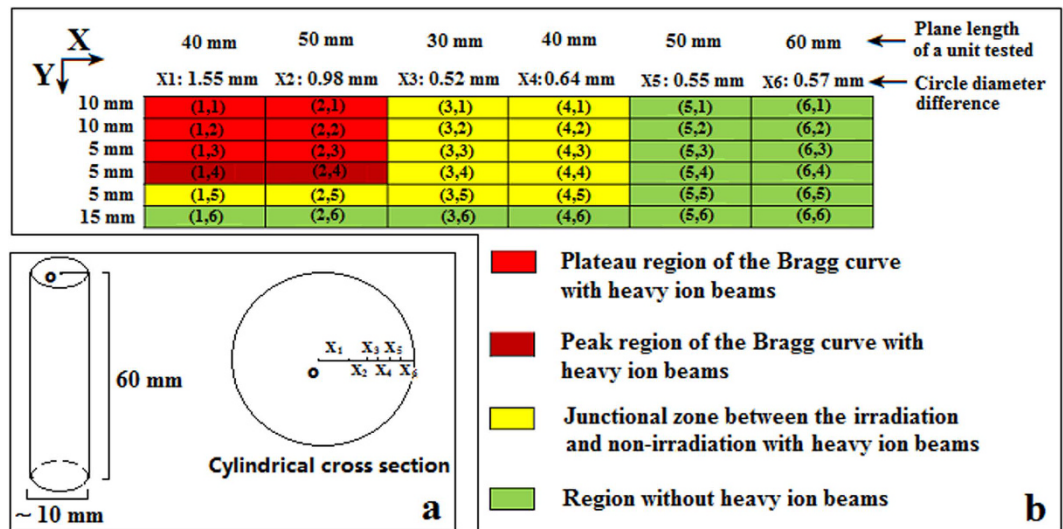 X
Y
40 mm 50 mm 30 mm 40 mm 50 mm 60 mm
Plane length
of a unit tested
X1: 1.55 mm X2: 0.98 mm X3: 0.52 mm X4:0.64 mm X5: 0.55 mm X6: 0.57 mm
Circle diameter
difference
10 mm (1,1) (2,1) (3,1) (4,1) (5,1) (6,1)
10 mm (1,2) (2,2) (3,2) (4,2) (5,2) (6,2)
5 mm (1,3) (2,3) (3,3) (4,3) (5,3) (6,3)
5 mm (1,4) (2,4) (3,4) (4,4) (5,4) (6,4)
5 mm (1,5) (2,5) (3,5) (4,5) (5,5) (6,5)
15 mm (1,6) (2,6) (3,6) (4,6) (5,6) (6,6)
o
60 mm
~ 10 mm
X1 X3 X5
o X2 X4 X6
Cylindrical cross section
a
Plateau region of the Bragg curve
with heavy ion beams
Peak region of the Bragg curve with
heavy ion beams
Junctional zone between the irradiation
and non-irradiation with heavy ion beams
Region without heavy ion beams
b